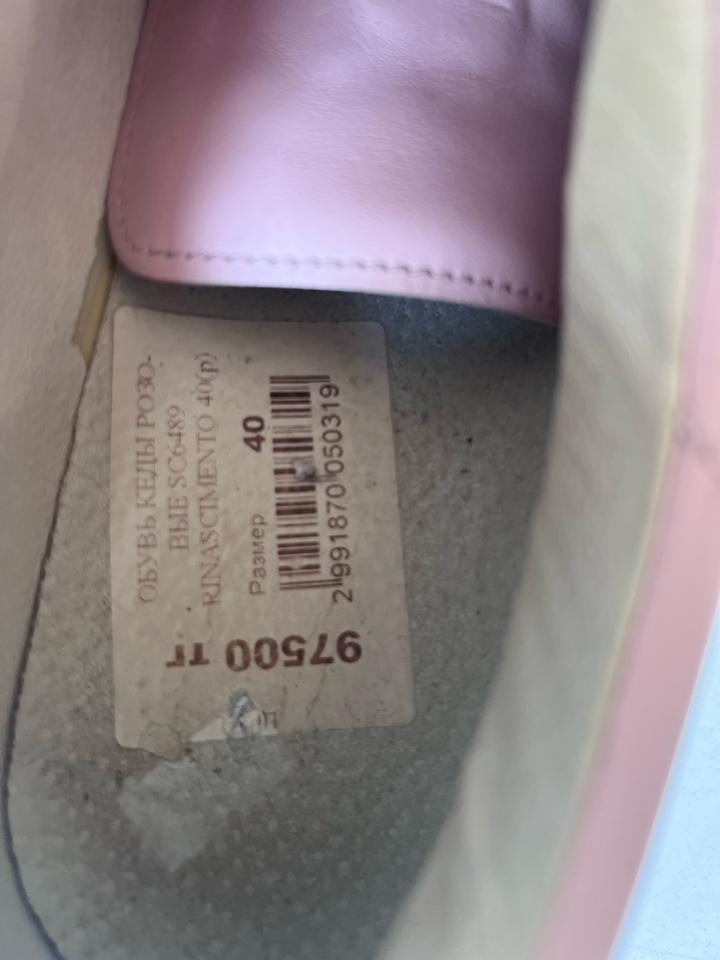 ОБУВЬ КЕДЫ РОЗО-
ВЫЕ SC6489
RINASCIMENTO 40(р)
Размер 40
2 991870 050319
97500 тг